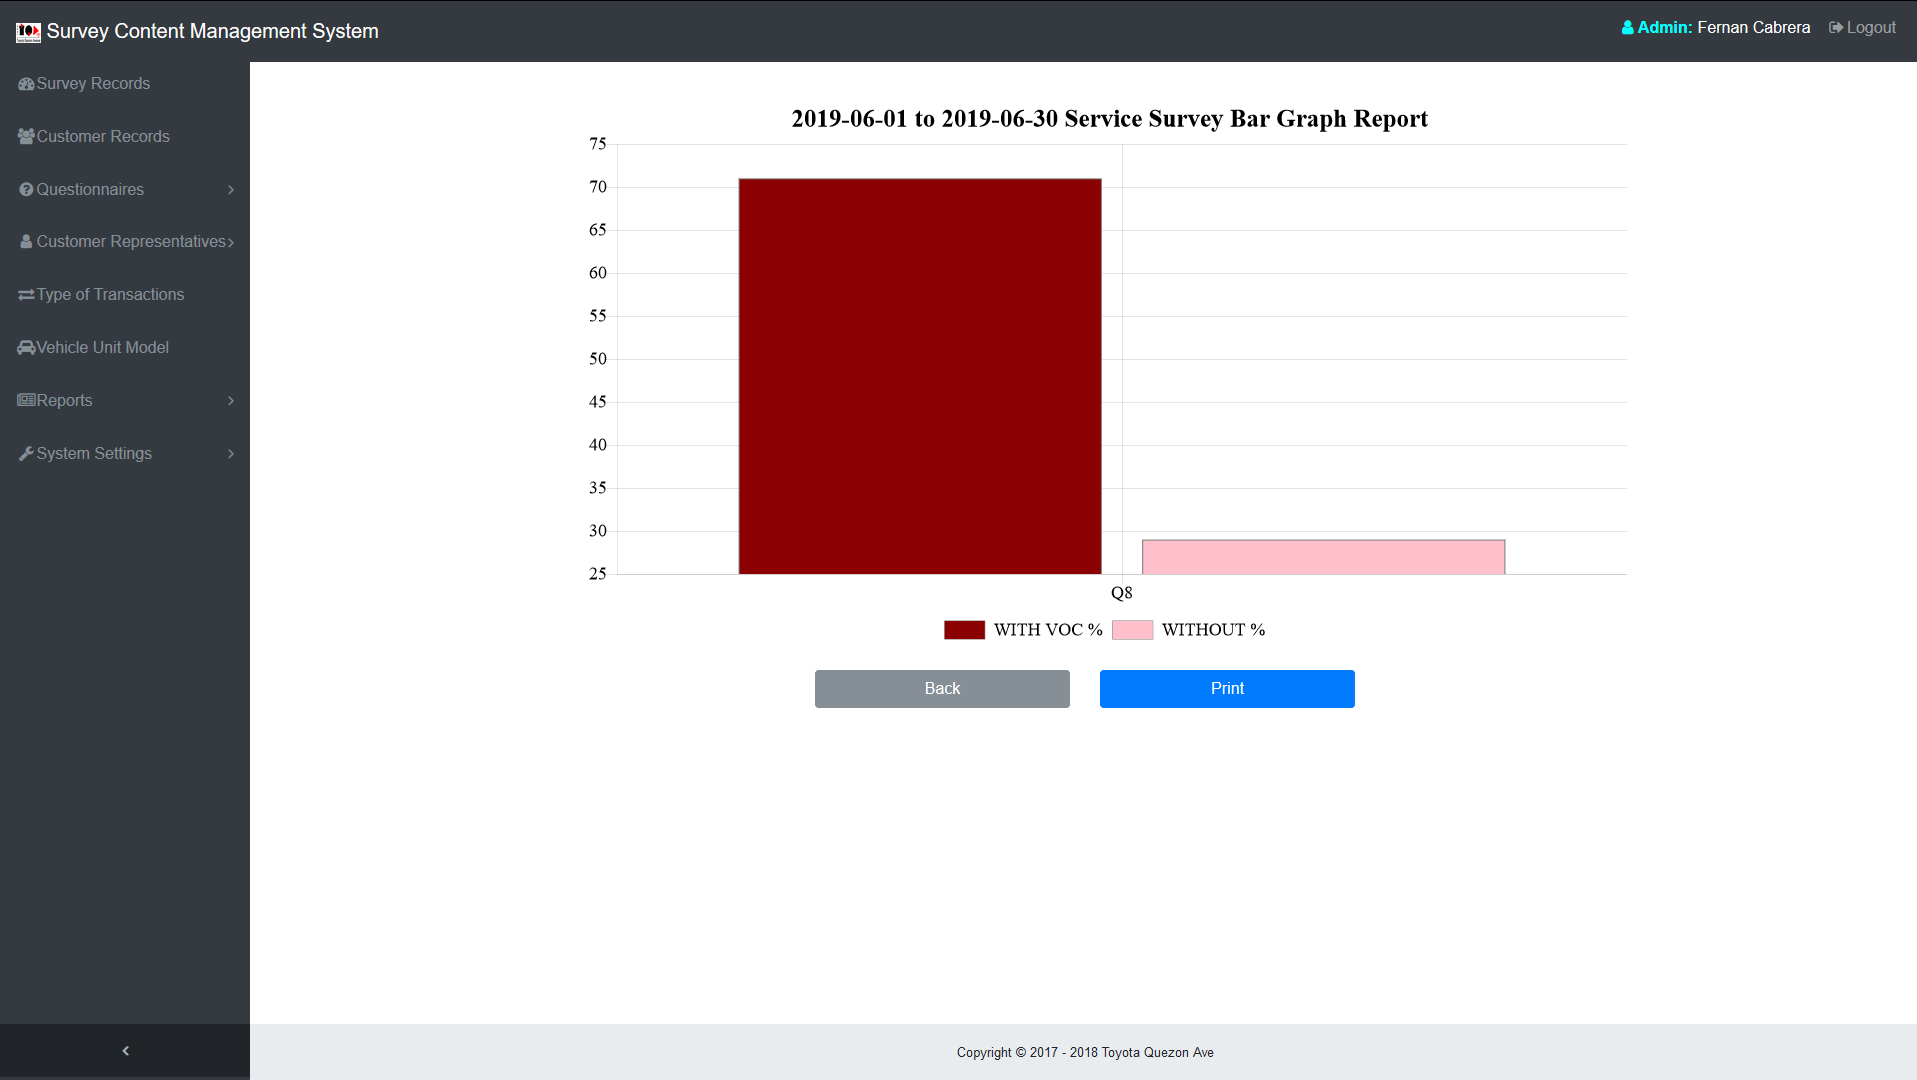 Survey Content Management System
Admin: Fernan Cabrera Logout
Survey Records
Customer Records
Questionnaires
Customer Representatives
Type of Transactions
Vehicle Unit Model
Reports
System Settings
2019-06-01 to 2019-06-30 Service Survey Bar Graph Report
75
70
65
60
55
50
45
40
35
30
25
Q8
WITH VOC % WITHOUT %
Back Print
Copyright © 2017 - 2018 Toyota Quezon Ave